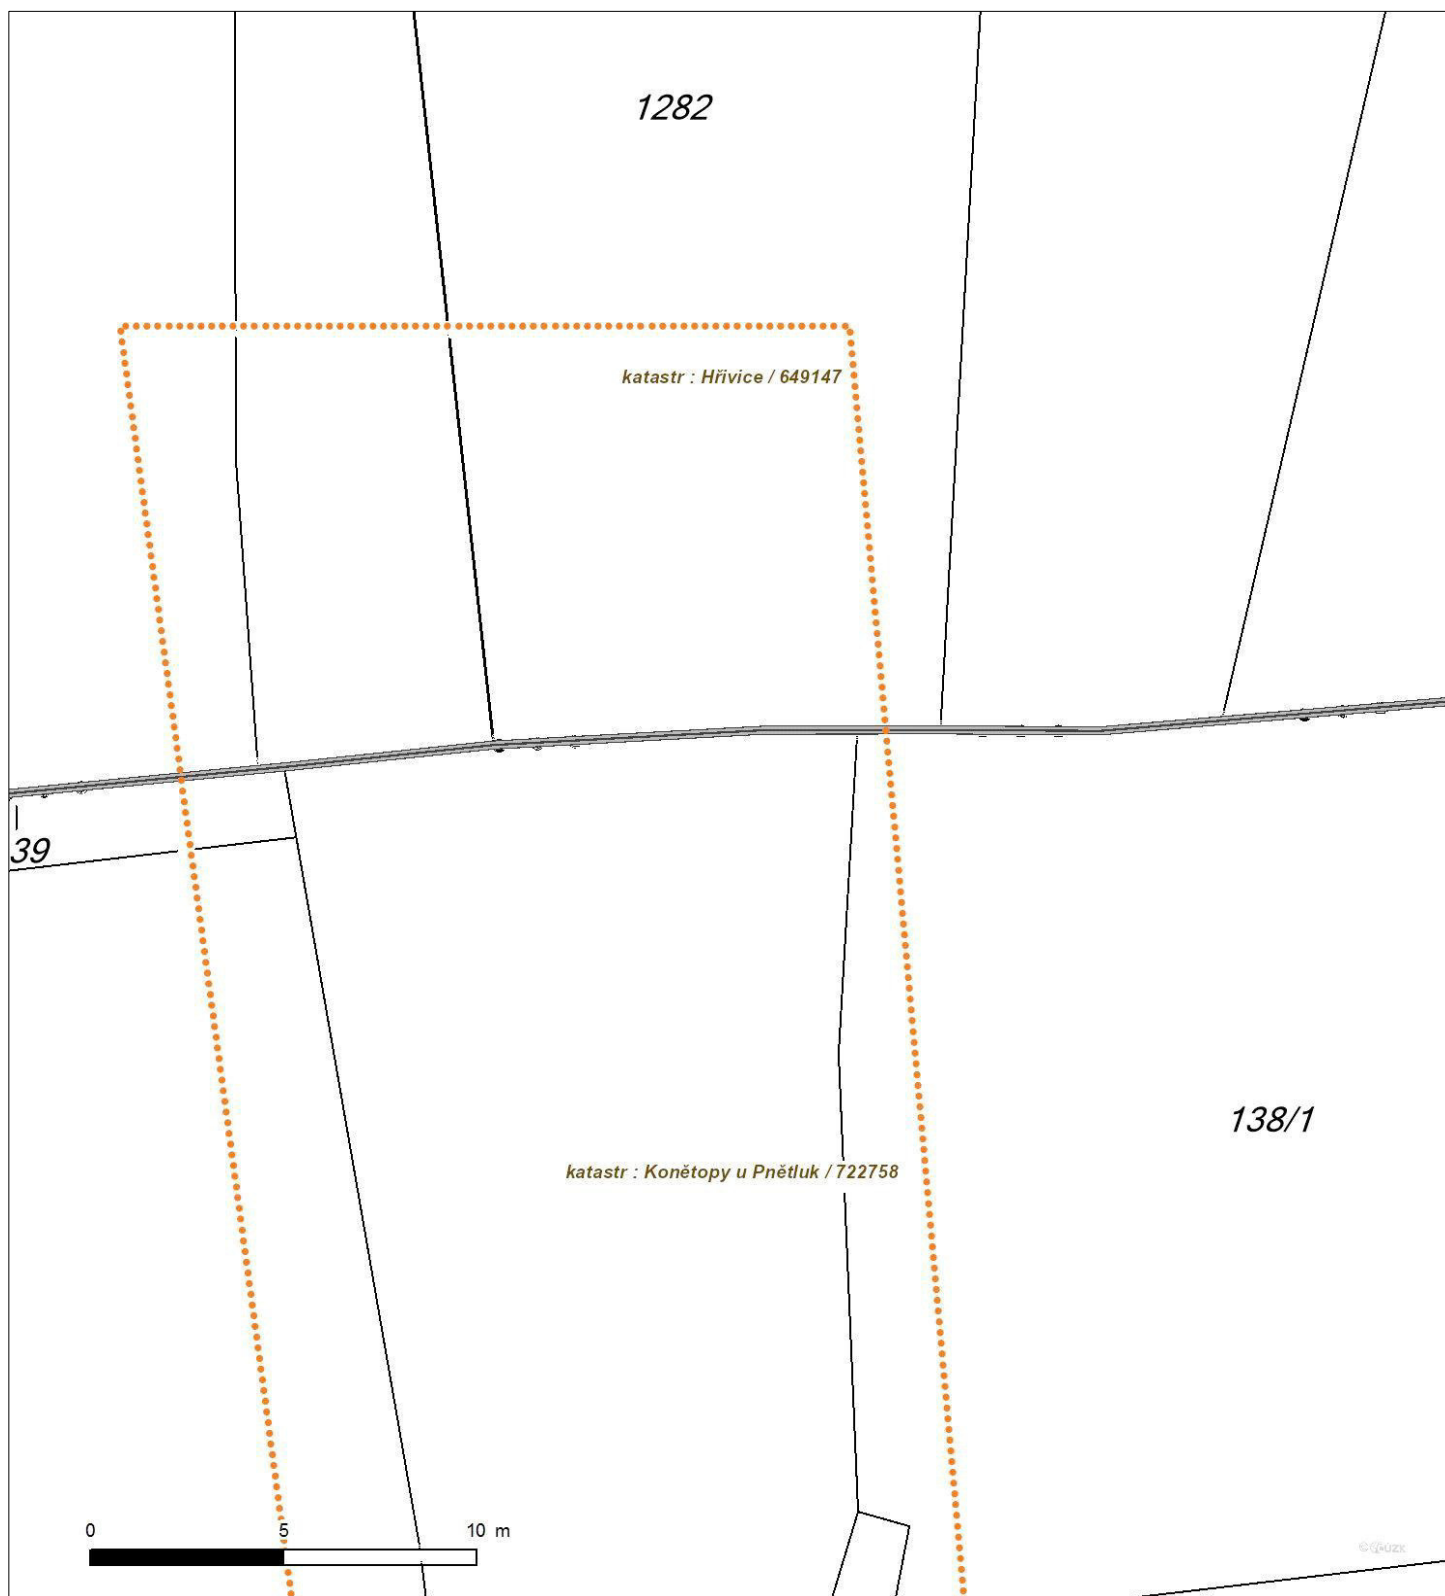 1282
katastr : Hřivice / 649147
39
138/1
katastr : Konětopy u Pnětluk / 722758
0 5 10 m